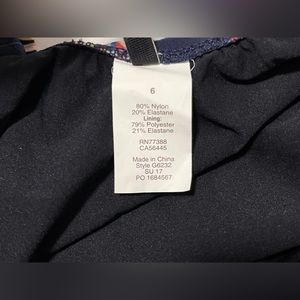 6
80% Nylon
20% Elastane
Lining:
79% Polyester
21% Elastane
RN77388
CA56445
Made in China
Style G6232
SU 17
PO 1684567